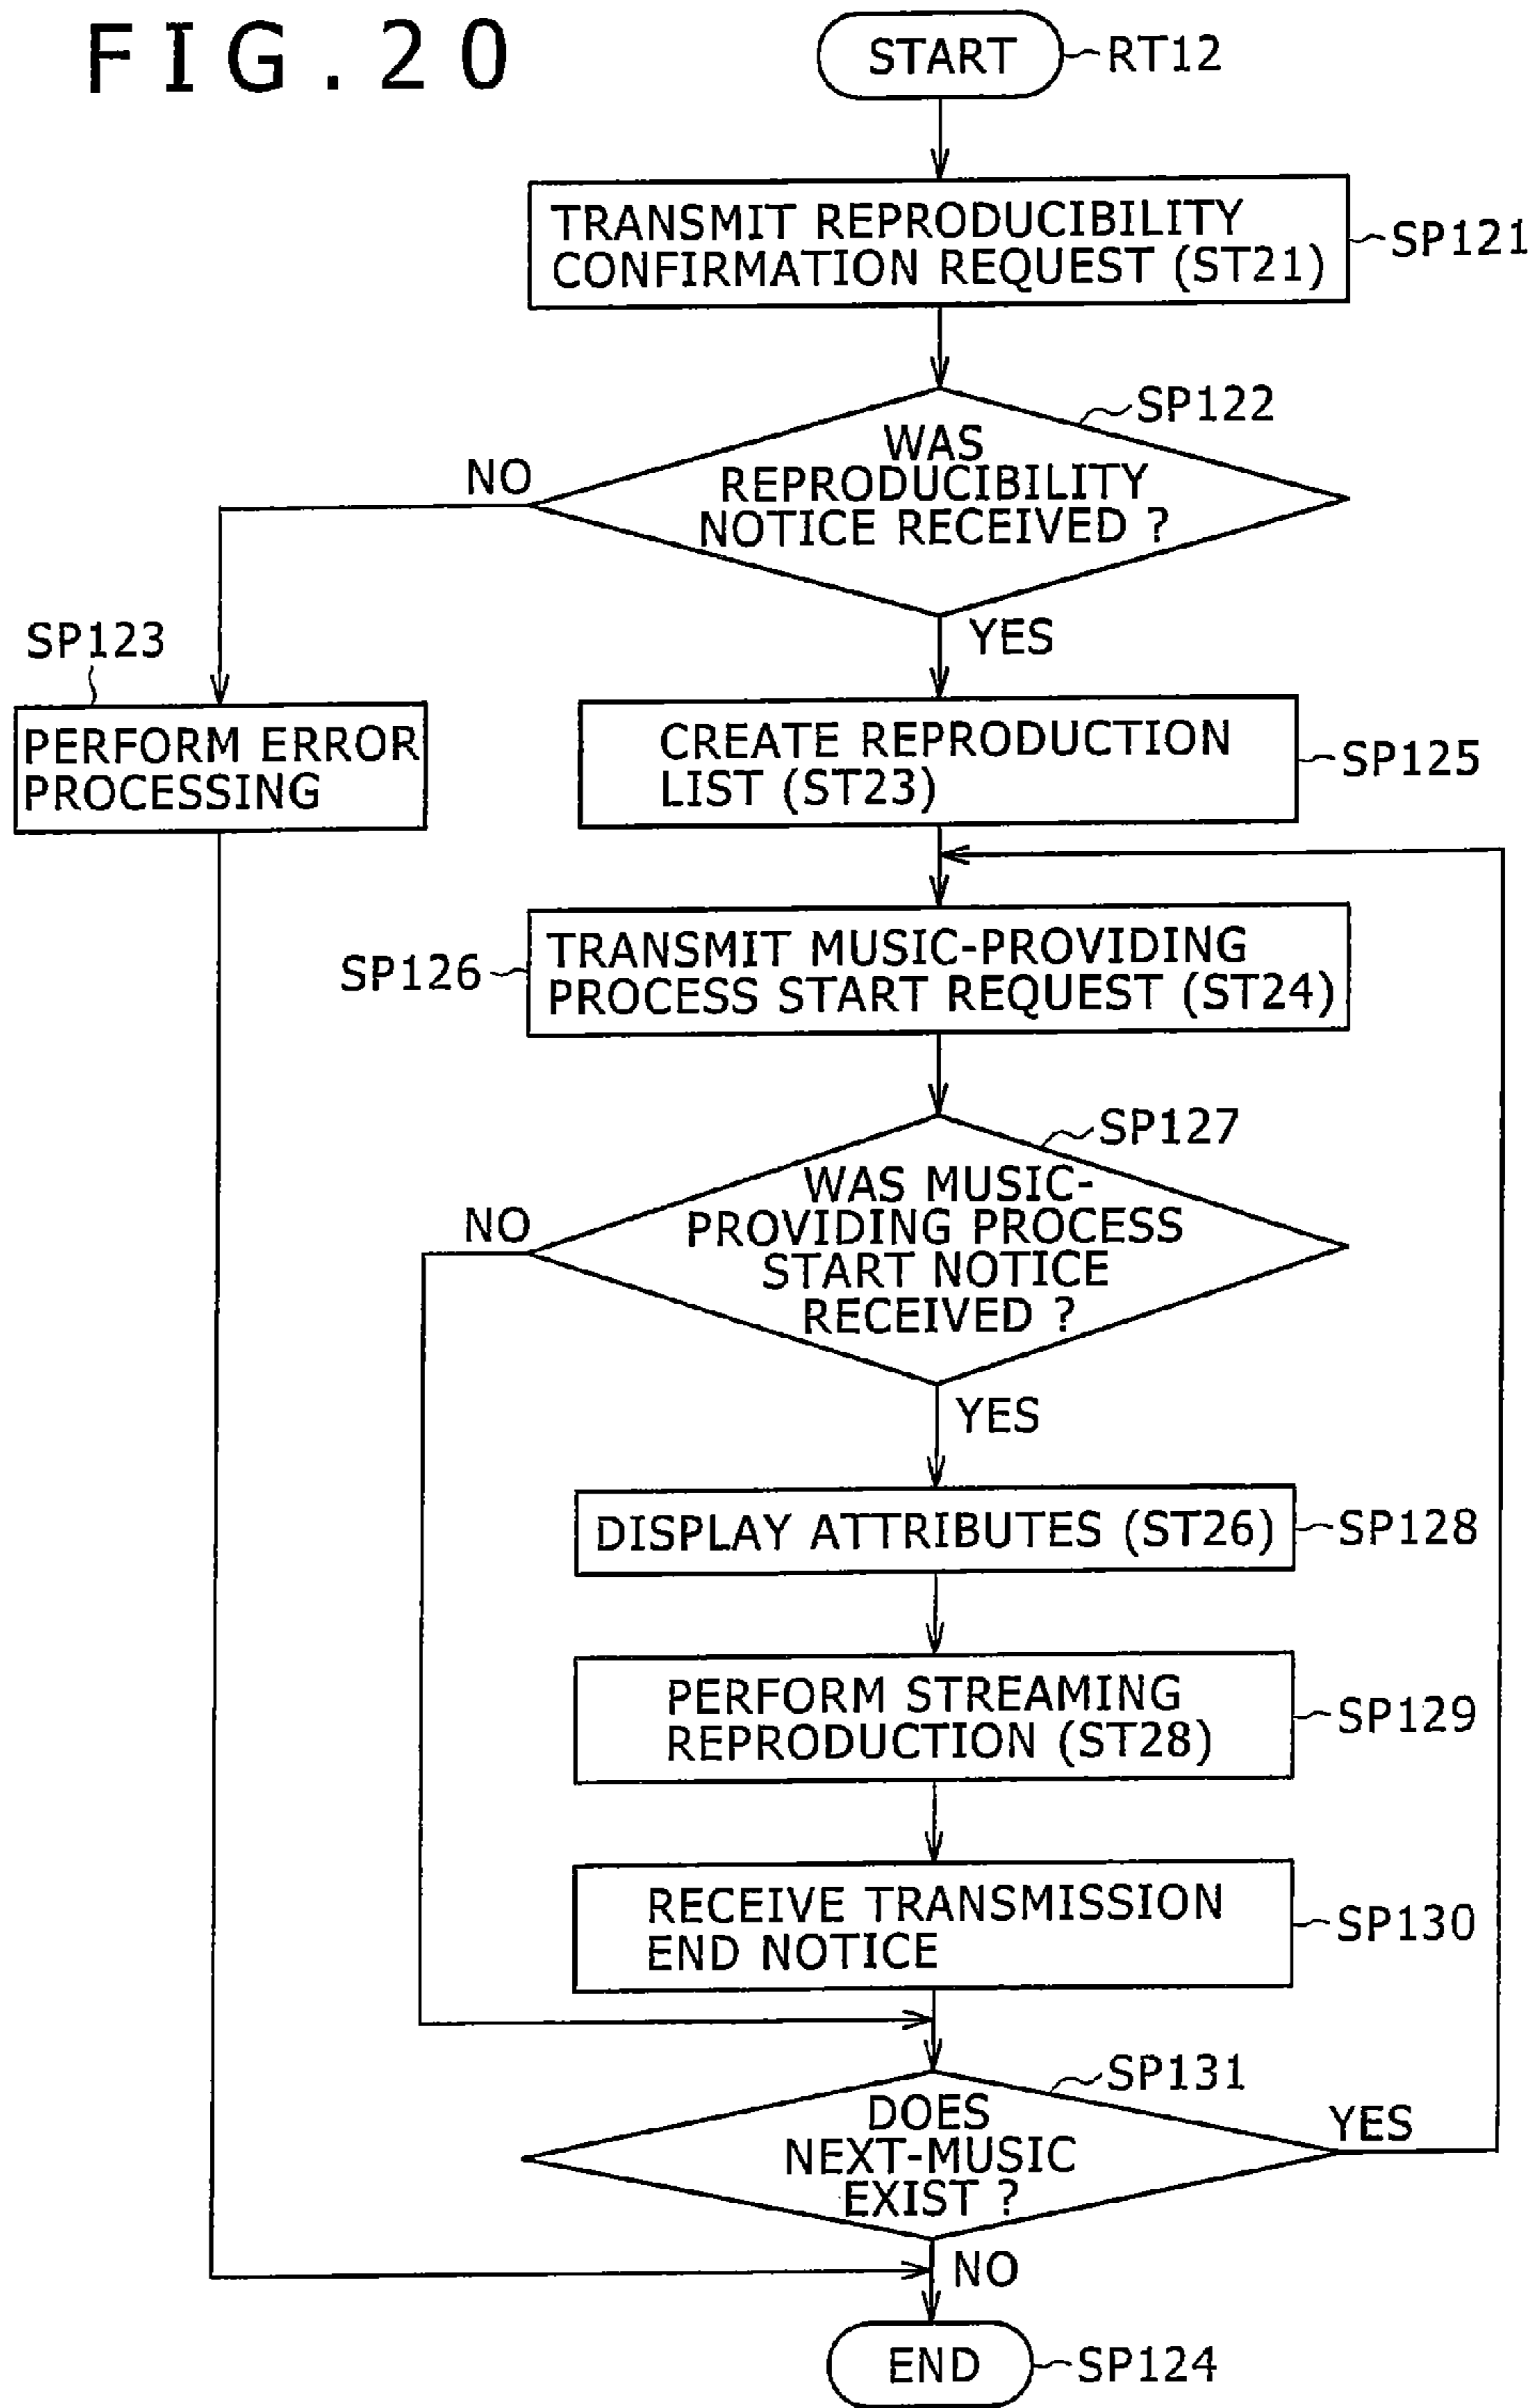 FIG.20
START
RT12
TRANSMIT REPRODUCIBILITY
CONFIRMATION REQUEST (ST21)
SP121
SP122
WAS
REPRODUCIBILITY
NOTICE RECEIVED ?
NO
YES
SP123
PERFORM ERROR
PROCESSING
CREATE REPRODUCTION
LIST (ST23)
SP125
SP126
TRANSMIT MUSIC-PROVIDING
PROCESS START REQUEST (ST24)
SP127
WAS MUSIC-
PROVIDING PROCESS
START NOTICE
RECEIVED ?
NO
YES
DISPLAY ATTRIBUTES (ST26)
SP128
PERFORM STREAMING
REPRODUCTION (ST28)
SP129
RECEIVE TRANSMISSION
END NOTICE
SP130
SP131
DOES
NEXT-MUSIC
EXIST ?
YES
NO
END
SP124